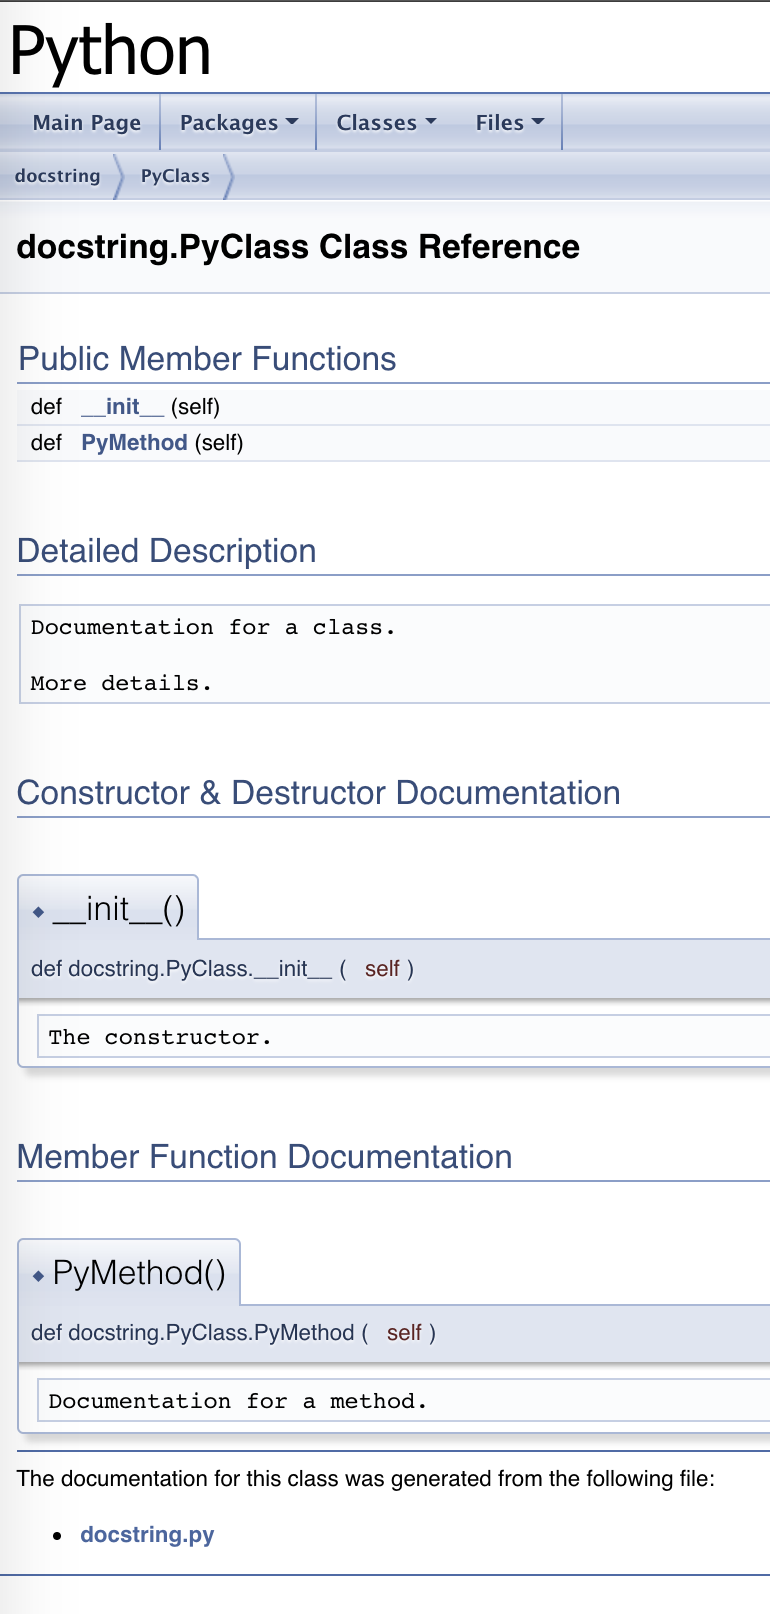 Python
Main Page Packages Classes Files
docstring PyClass
docstring.PyClass Class Reference
Public Member Functions
def __init__ (self)
def PyMethod (self)
Detailed Description
Documentation for a class.
More details.
Constructor & Destructor Documentation
◆ __init__()
def docstring.PyClass.__init__ ( self )
The constructor.
Member Function Documentation
◆ PyMethod()
def docstring.PyClass.PyMethod ( self )
Documentation for a method.
The documentation for this class was generated from the following file:
• docstring.py